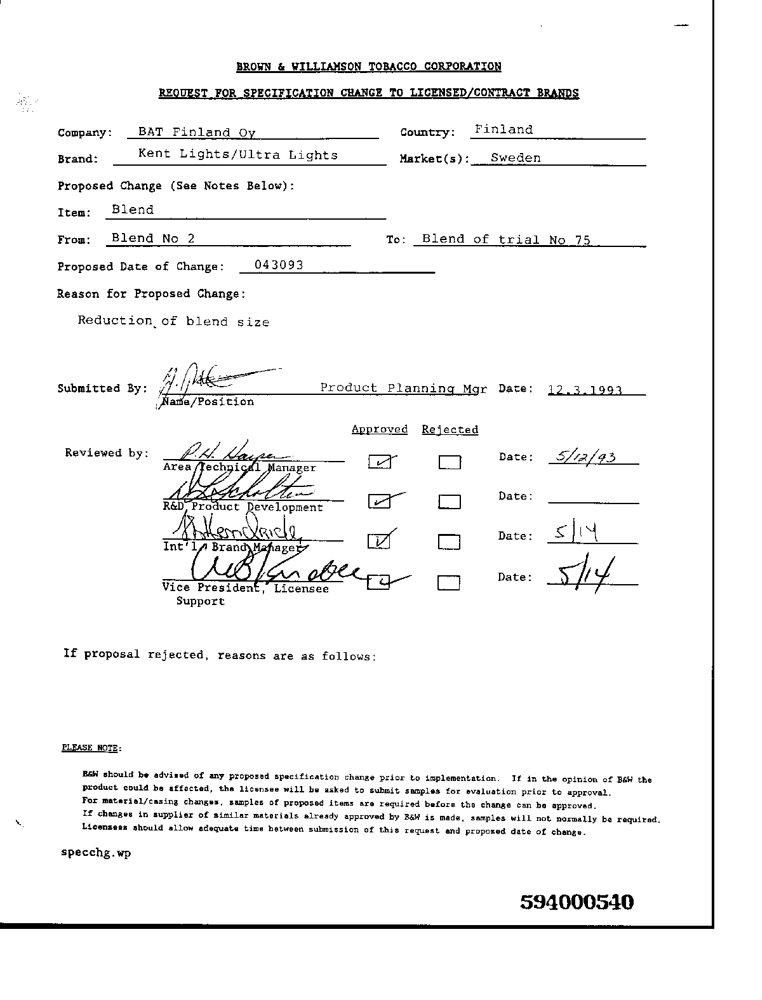 BROWN & WILLIAMSON TOBACCO CORPORATION
REQUEST FOR SPECIFICATION CHANGE TO LICENSED/CONTRACT BRANDS
Company: BAT Finland Oy Country: Finland
Brand: Kent Lights/Ultra Lights Market(s): Sweden
Proposed Change (See Notes Below):
Item: Blend
From: Blend No 2 To: Blend of trial No 75
Proposed Date of Change: 043093
Reason for Proposed Change:
Reduction of blend size
Submitted By: Product Planning Mgr Date: 12.3.1993
Name/Position
Approved Rejected
Reviewed by: P.H. Harper Date: 5/12/93
Area Technical Manager
Date:
R&D, Product Development
Date: 5/14
Int'l Brand Manager
Date: 5/14
Vice President, Licensee
Support
If proposal rejected, reasons are as follows:
PLEASE NOTE:
B&W should be advised of any proposed specification change prior to implementation. If in the opinion of B&W the
product could be affected, the licensee will be asked to submit samples for evaluation prior to approval.
For material/casing changes, samples of proposed items are required before the change can be approved.
If changes in supplier of similar materials already approved by B&W is made, samples will not normally be required.
Licensees should allow adequate time between submission of this request and proposed date of change.
specchg.wp
594000540